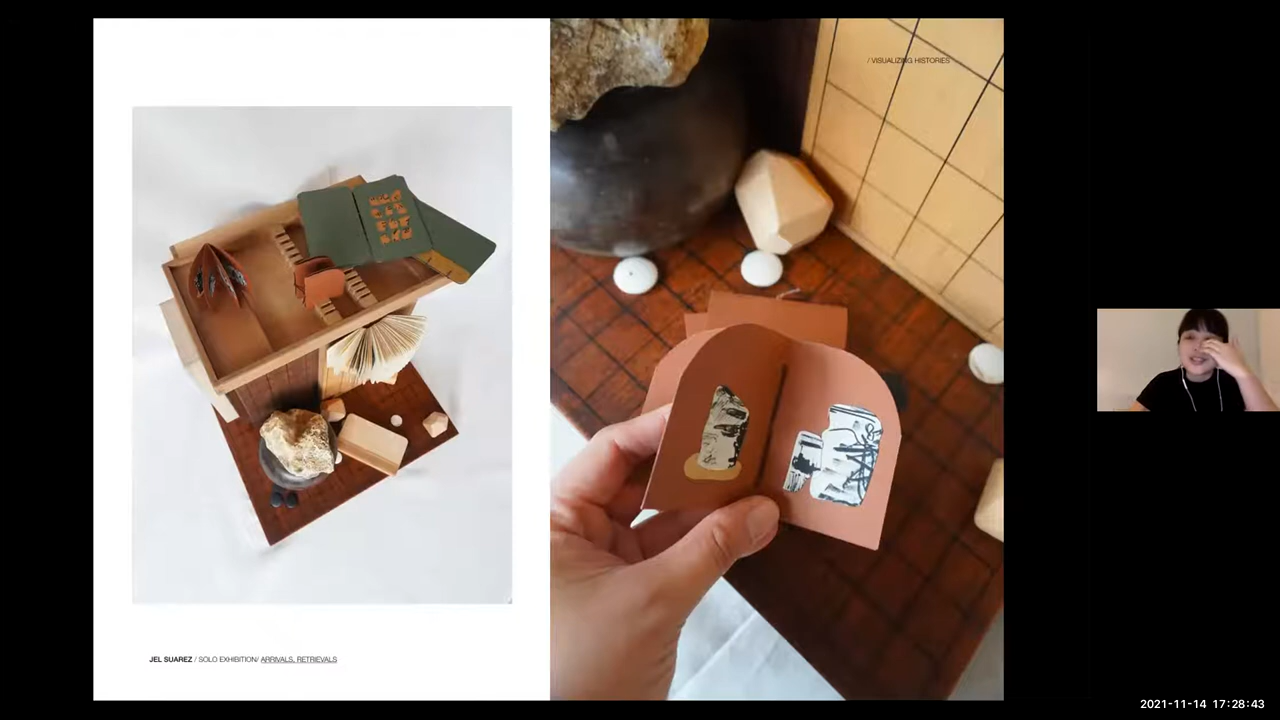 / VISUALIZING HISTORIES
JEL SUAREZ / SOLO EXHIBITION/ ARRIVALS, RETRIEVALS
2021-11-14 17:28:43